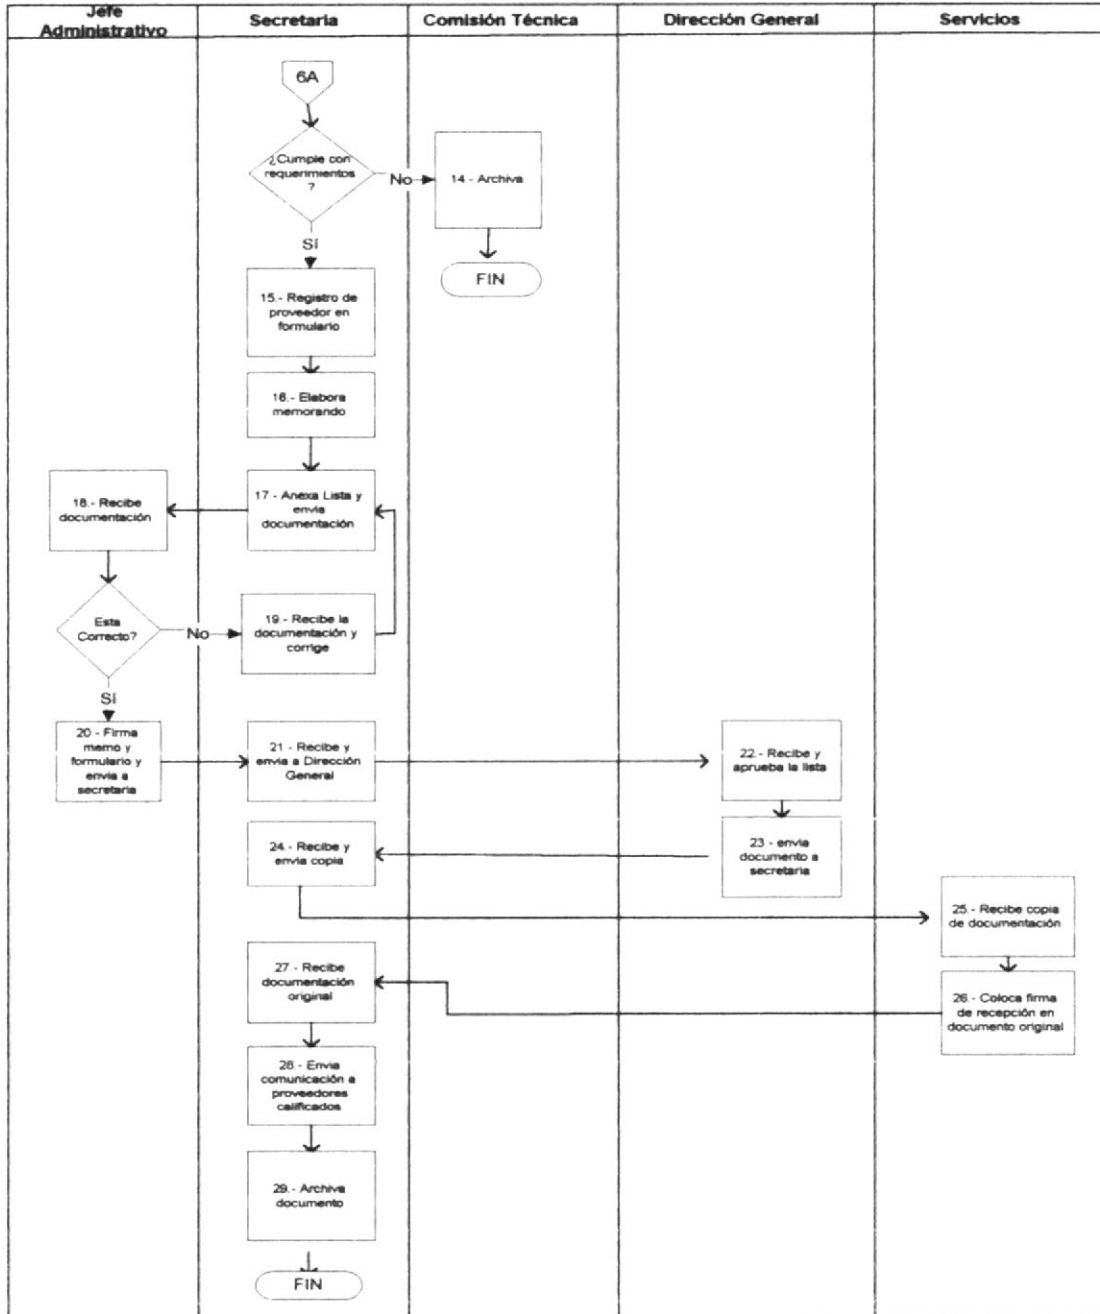 Jefe
Administrativo
Secretaria
Comisión Técnica
Dirección General
Servicios
6A
¿Cumple con
requerimientos
?
No
14 - Archiva
Sí
FIN
15.- Registro de
proveedor en
formulario
16.- Elabora
memorando
17 - Anexa Lista y
envía
documentación
18.- Recibe
documentación
Esta
Correcto?
No
19.- Recibe la
documentación y
corrige
Sí
20 - Firma
memo y
formulario y
envia a
secretaria
21 - Recibe y
envia a Dirección
General
22.- Recibe y
aprueba la lista
23 - envia
documento a
secretaria
24.- Recibe y
envia copia
25.- Recibe copia
de documentación
26.- Coloca firma
de recepción en
documento original
27.- Recibe
documentación
original
28.- Envia
comunicación a
proveedores
calificados
29.- Archiva
documento
FIN